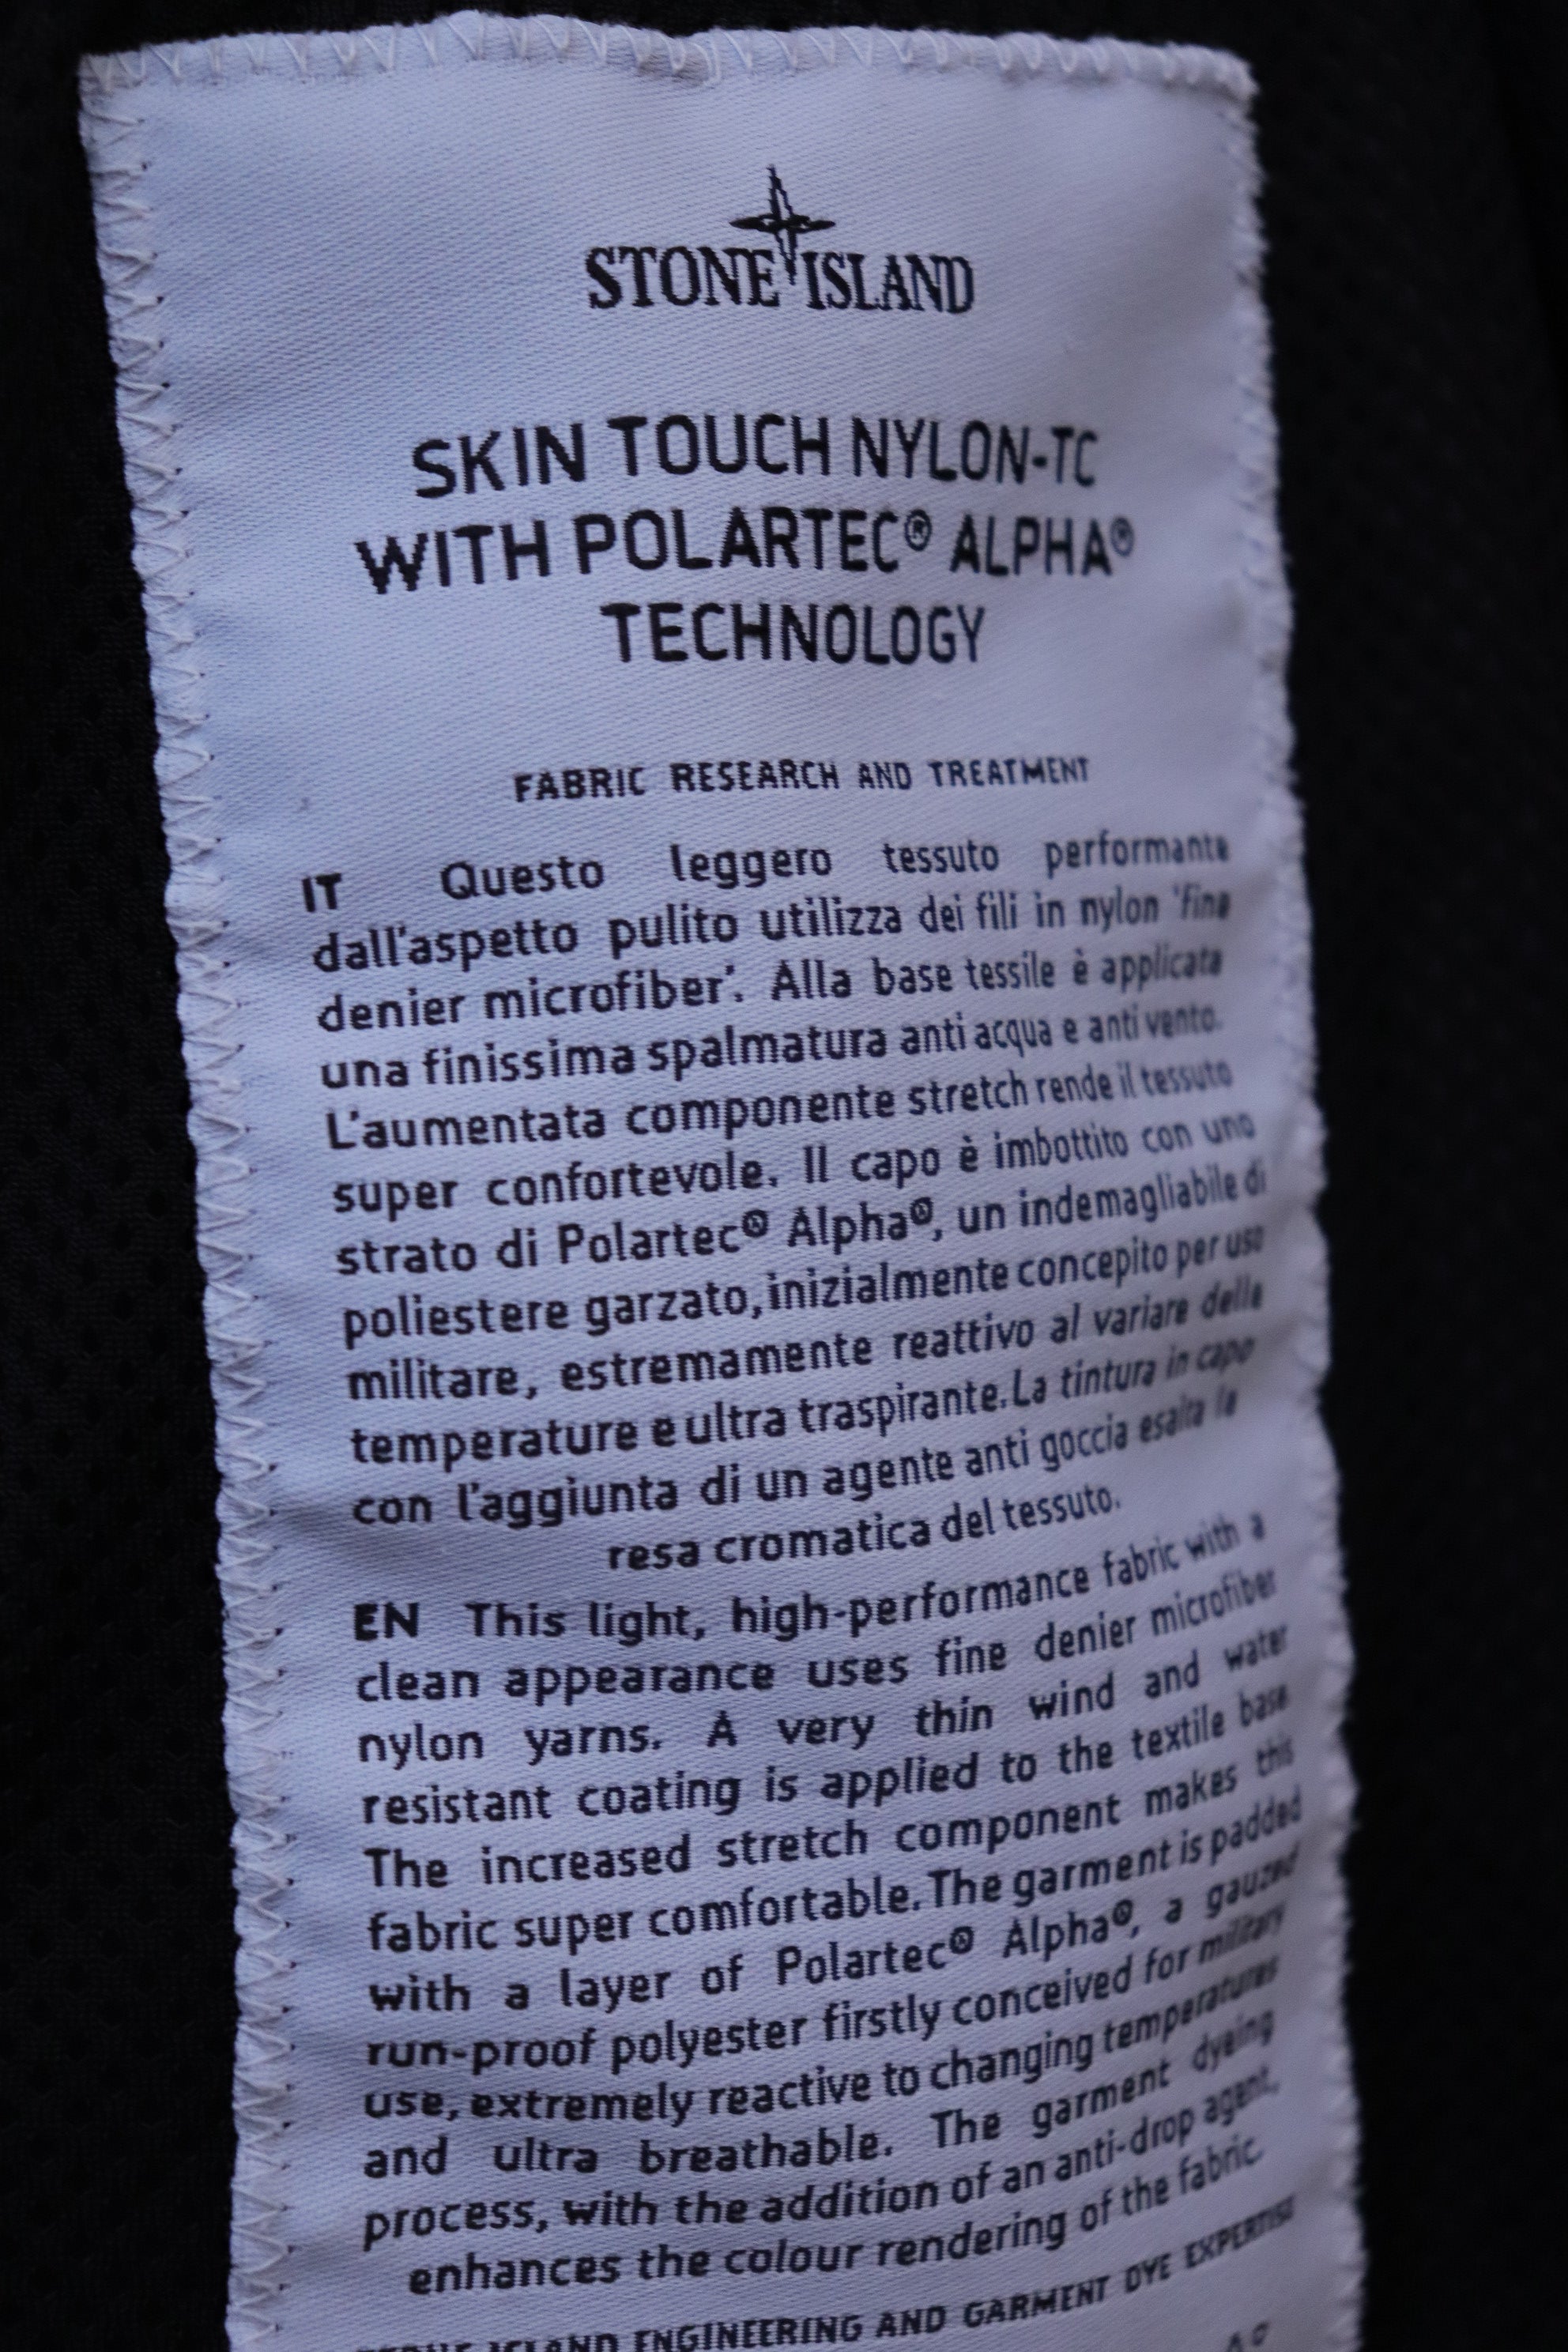 STONE ISLAND
SKIN TOUCH NYLON-TC
WITH POLARTEC® ALPHA®
TECHNOLOGY
FABRIC RESEARCH AND TREATMENT
IT Questo leggero tessuto performante
dall'aspetto pulito utilizza dei fili in nylon 'fine
denier microfiber'. Alla base tessile è applicata
una finissima spalmatura anti acqua e anti vento.
L'aumentata componente stretch rende il tessuto
super confortevole. Il capo è imbottito con uno
strato di Polartec® Alpha®, un indemagliabile di
poliestere garzato, inizialmente concepito per uso
militare, estremamente reattivo al variare delle
temperature e ultra traspirante. La tintura in capo
con l'aggiunta di un agente anti goccia esalta la
resa cromatica del tessuto.
EN This light, high-performance fabric with a
clean appearance uses fine denier microfiber
nylon yarns. A very thin wind and water
resistant coating is applied to the textile base
The increased stretch component makes this
fabric super comfortable. The garment is padded
with a layer of Polartec® Alpha®, a gauzed
run-proof polyester firstly conceived for military
use, extremely reactive to changing temperatures
and ultra breathable. The garment dyeing
process, with the addition of an anti-drop agent,
enhances the colour rendering of the fabric.
ISLAND ENGINEERING AND GARMENT DYE EXPERTISE